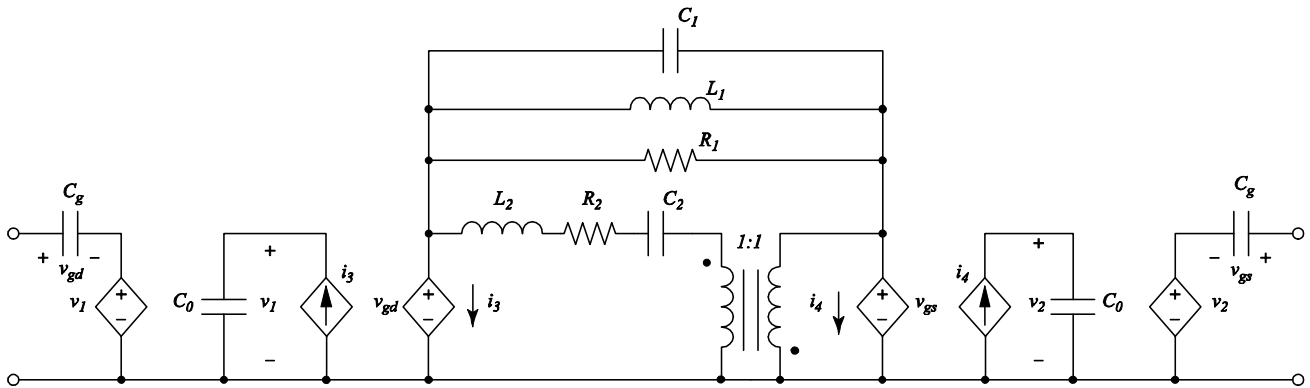 C1
L1
R1
L2 R2 C2
1:1
Cg
+ vgd −
v1
+
−
C0
+
v1
−
i3
vgd
+
−
i3
i4
+
−
vgs
i4
+
v2
−
C0
+
−
v2
Cg
− vgs +